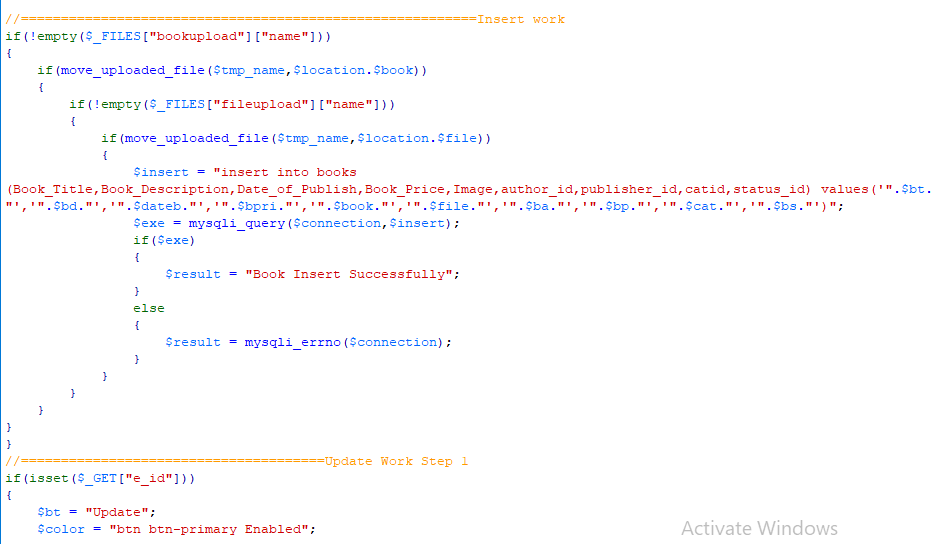 //=========================================================Insert work
if(!empty($_FILES["bookupload"]["name"]))
{
    if(move_uploaded_file($tmp_name,$location.$book))
    {
        if(!empty($_FILES["fileupload"]["name"]))
        {
            if(move_uploaded_file($tmp_name,$location.$file))
            {
                $insert = "insert into books
(Book_Title,Book_Description,Date_of_Publish,Book_Price,Image,author_id,publisher_id,catid,status_id) values('".$bt.
"','".$bd."','".$dateb."','".$bpri."','".$book."','".$file."','".$ba."','".$bp."','".$cat."','".$bs."')";
                $exe = mysqli_query($connection,$insert);
                if($exe)
                {
                    $result = "Book Insert Successfully";
                }
                else
                {
                    $result = mysqli_errno($connection);
                }
            }
        }
    }
}
}
//======================================Update Work Step 1
if(isset($_GET["e_id"]))
{
    $bt = "Update";
    $color = "btn btn-primary Enabled";
Activate Windows